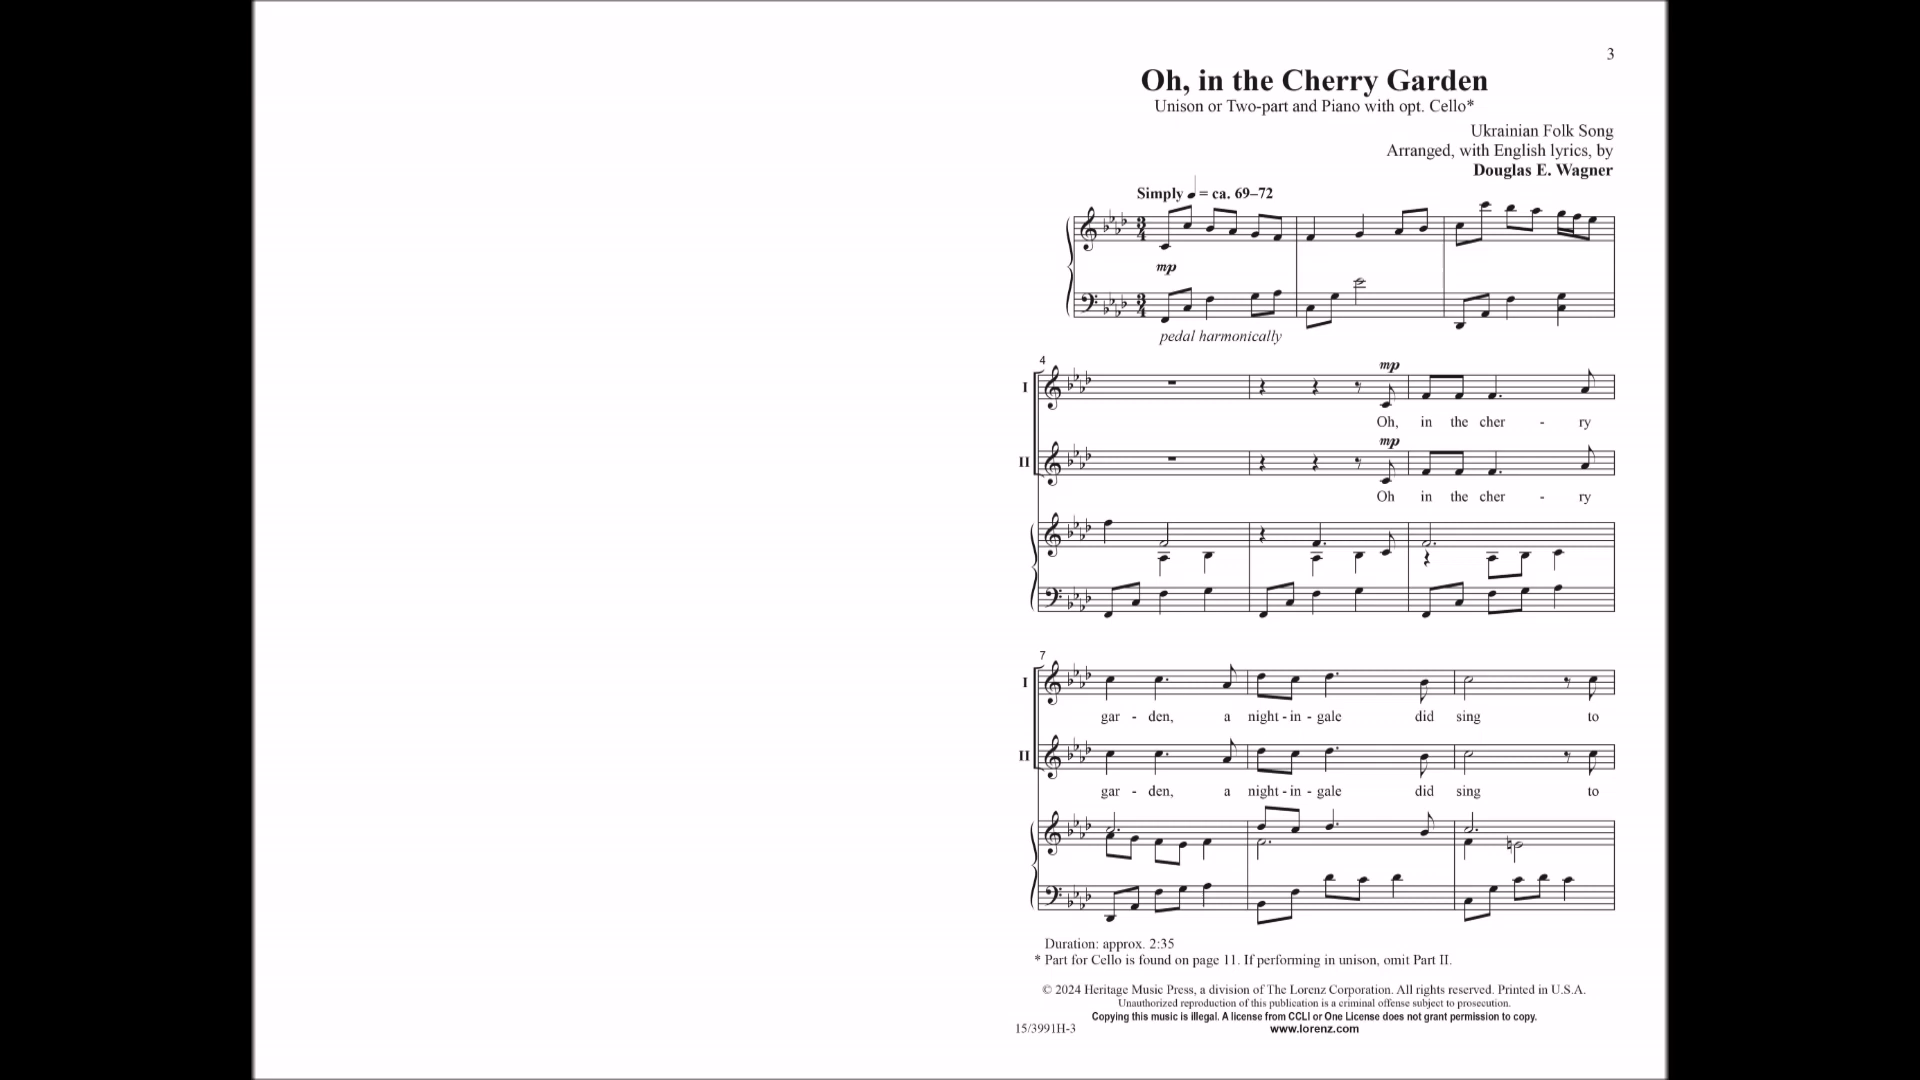 3
Oh, in the Cherry Garden
Unison or Two-part and Piano with opt. Cello*
Ukrainian Folk Song
Arranged, with English lyrics, by
Douglas E. Wagner
Simply ♩ = ca. 69–72
3 4
mp
3 4
pedal harmonically
4
mp
I
Oh, in the cher - ry
mp
II
Oh in the cher - ry
7
I
gar - den, a night - in - gale did sing to
II
gar - den, a night - in - gale did sing to
Duration: approx. 2:35
* Part for Cello is found on page 11. If performing in unison, omit Part II.
© 2024 Heritage Music Press, a division of The Lorenz Corporation. All rights reserved. Printed in U.S.A.
Unauthorized reproduction of this publication is a criminal offense subject to prosecution.
Copying this music is illegal. A license from CCLI or One License does not grant permission to copy.
15/3991H-3
www.lorenz.com